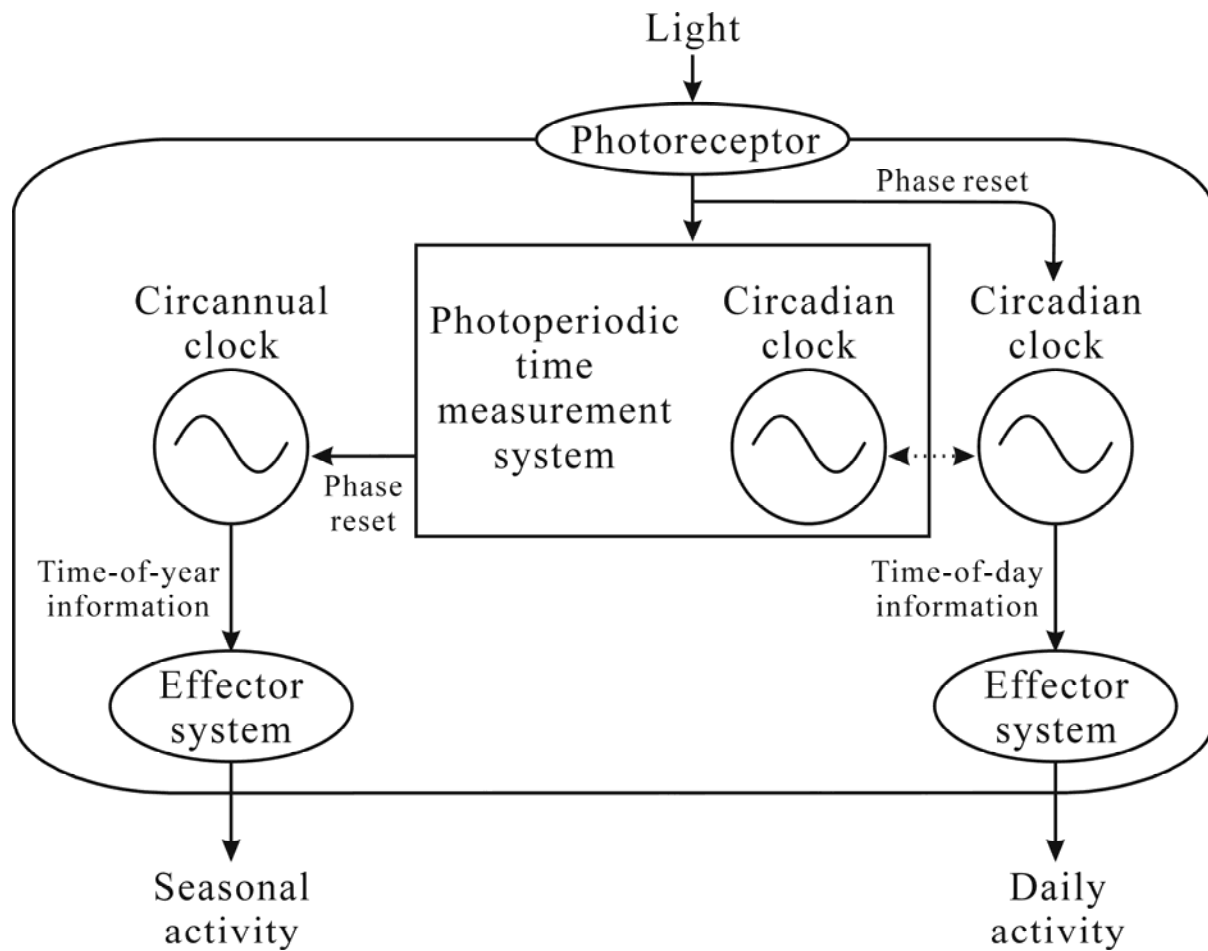 Light
Photoreceptor
Phase reset
Circannual
clock
Photoperiodic
time
measurement
system
Circadian
clock
Circadian
clock
Phase
reset
Time-of-year
information
Time-of-day
information
Effector
system
Effector
system
Seasonal
activity
Daily
activity